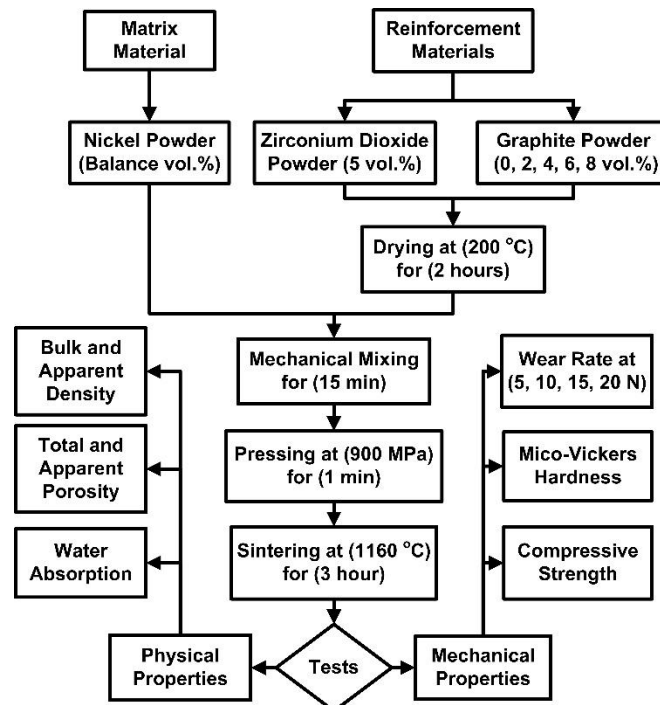 Matrix
Material
Reinforcement
Materials
Nickel Powder
(Balance vol.%)
Zirconium Dioxide
Powder (5 vol.%)
Graphite Powder
(0, 2, 4, 6, 8 vol.%)
Drying at (200 °C)
for (2 hours)
Bulk and
Apparent
Density
Mechanical Mixing
for (15 min)
Wear Rate at
(5, 10, 15, 20 N)
Total and
Apparent
Porosity
Pressing at (900 MPa)
for (1 min)
Mico-Vickers
Hardness
Water
Absorption
Sintering at (1160 °C)
for (3 hour)
Compressive
Strength
Physical
Properties
Tests
Mechanical
Properties